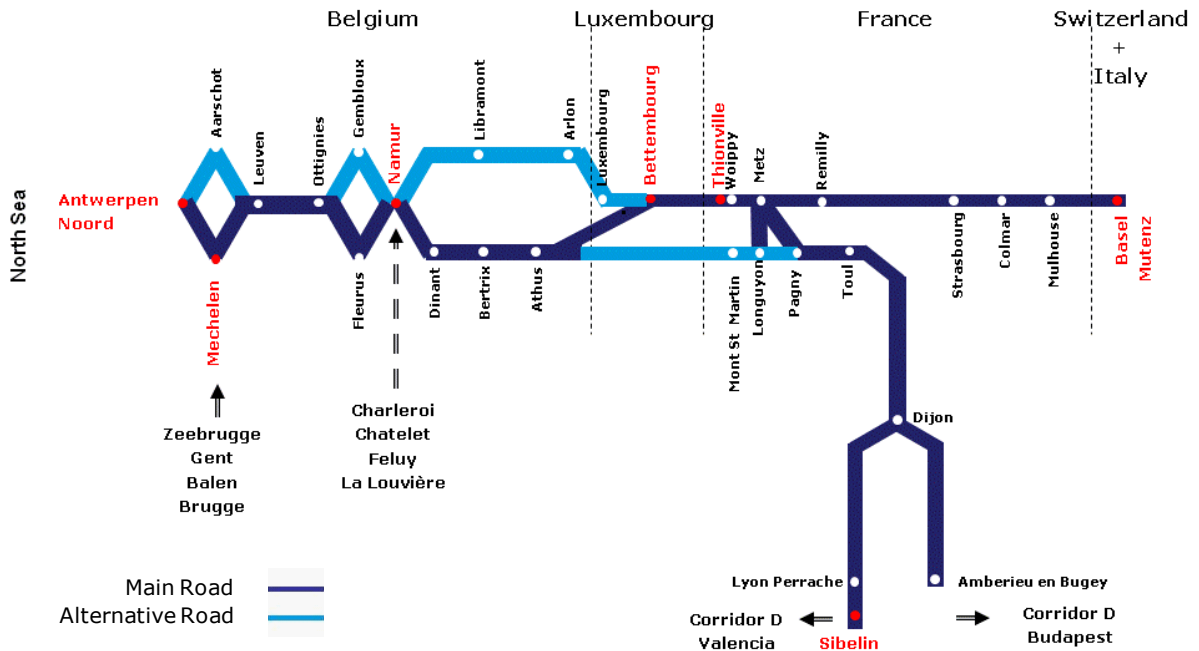 Belgium
Luxembourg
France
Switzerland
+
Italy
North Sea
Antwerpen
Noord
Aarschot
Mechelen
Leuven
Ottignies
Gembloux
Fleurus
Namur
Libramont
Arlon
Luxembourg
Bettembourg
Thionville
Woippy
Metz
Remilly
Strasbourg
Colmar
Mulhouse
Basel
Mutenz
Dinant
Bertrix
Athus
Mont St Martin
Longuyon
Pagny
Toul
Zeebrugge
Gent
Balen
Brugge
Charleroi
Chatelet
Feluy
La Louvière
Dijon
Main Road
Alternative Road
Lyon Perrache
Amberieu en Bugey
Corridor D
Valencia
Sibelin
Corridor D
Budapest